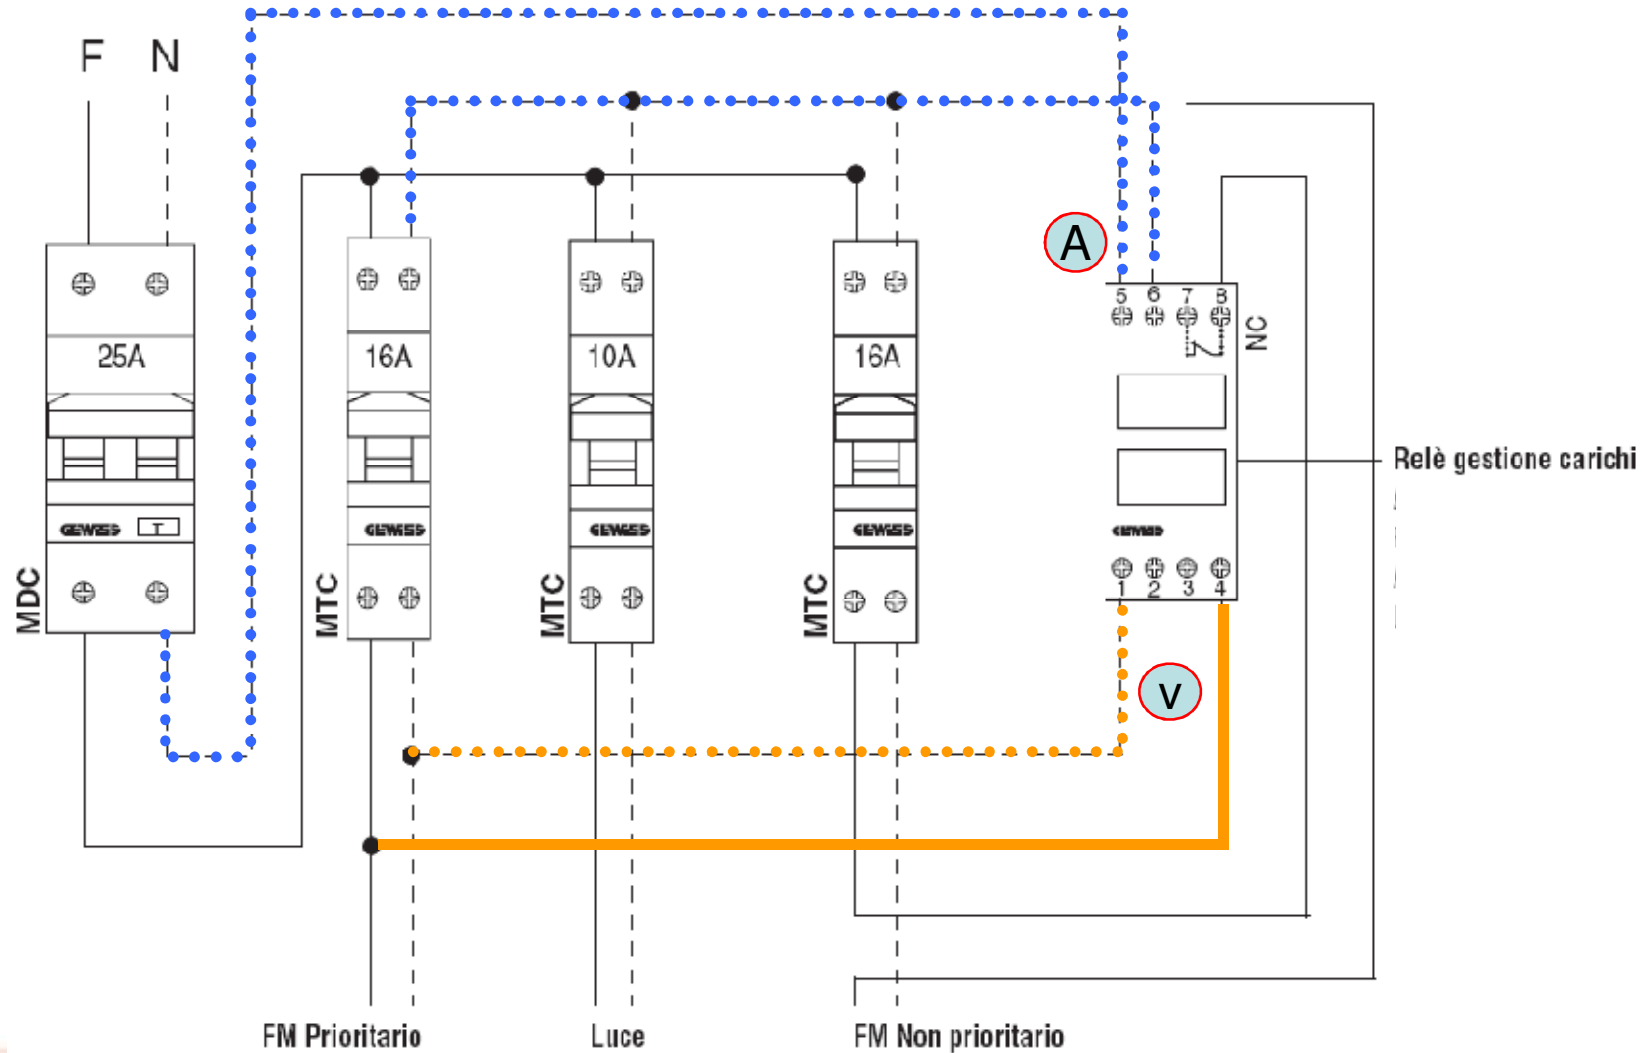 F N
A
5 6 7 8
NC
25A
16A
10A
16A
Relè gestione carichi
GEWISS T
GEWISS
GEWISS
GEWISS
GEWISS
MDC
MTC
MTC
MTC
1 2 3 4
v
FM Prioritario
Luce
FM Non prioritario